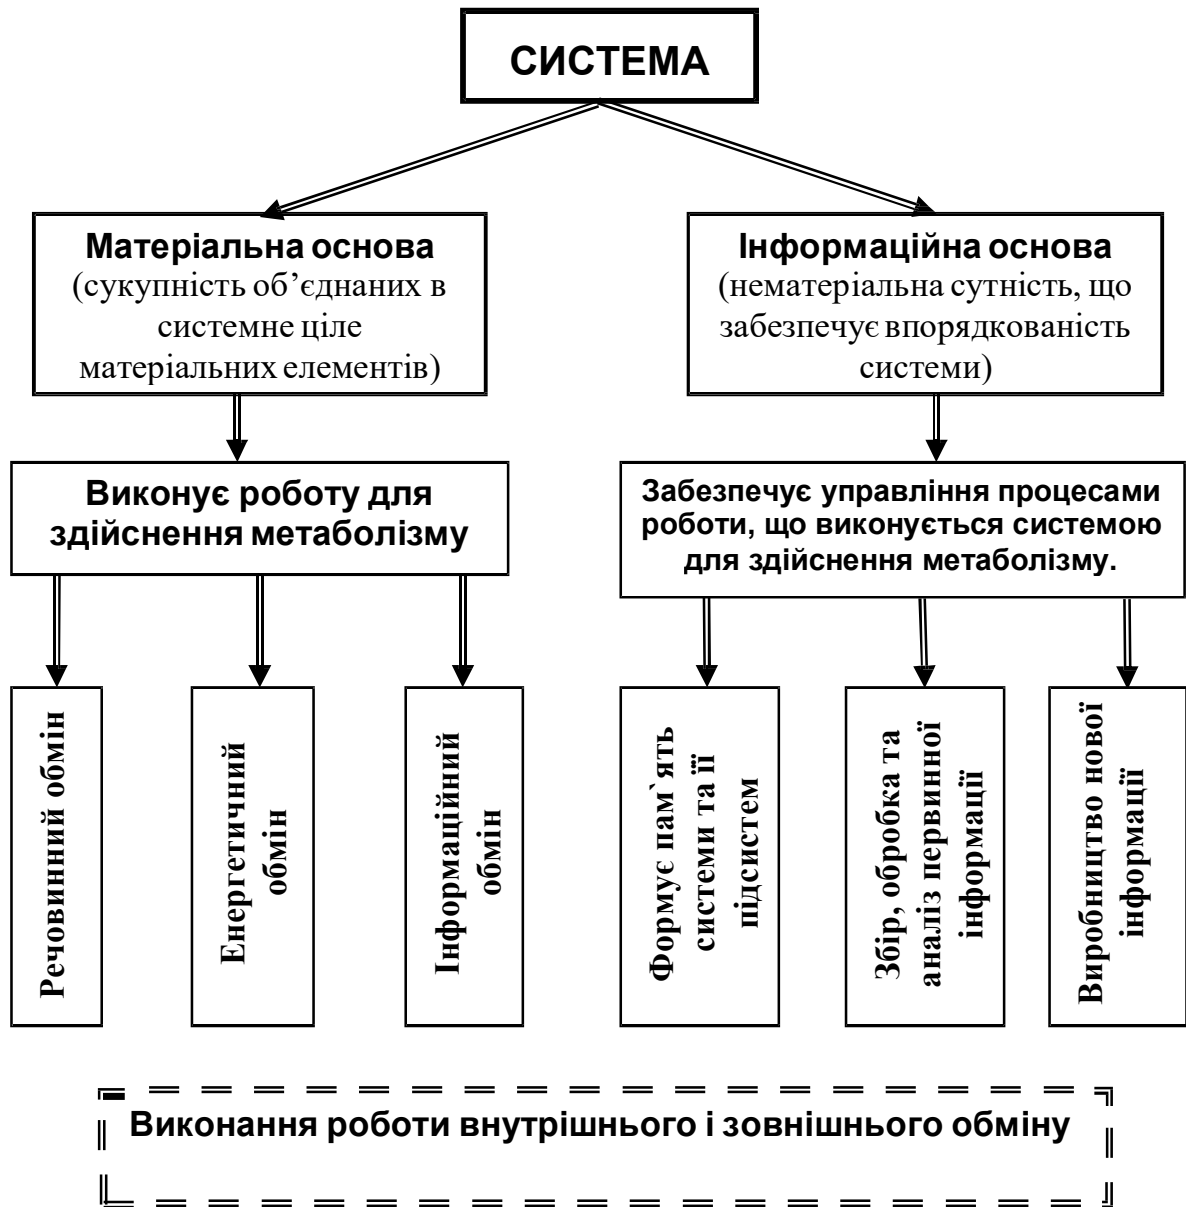 СИСТЕМА
Матеріальна основа
(сукупність об’єднаних в
системне ціле
матеріальних елементів)
Інформаційна основа
(нематеріальна сутність, що
забезпечує впорядкованість
системи)
Виконує роботу для
здійснення метаболізму
Забезпечує управління процесами
роботи, що виконується системою
для здійснення метаболізму.
Речовинний обмін
Енергетичний
обмін
Інформаційний
обмін
Формує пам`ять
системи та її
підсистем
Збір, обробка та
аналіз первинної
інформації
Виробництво нової
інформації
Виконання роботи внутрішнього і зовнішнього обміну